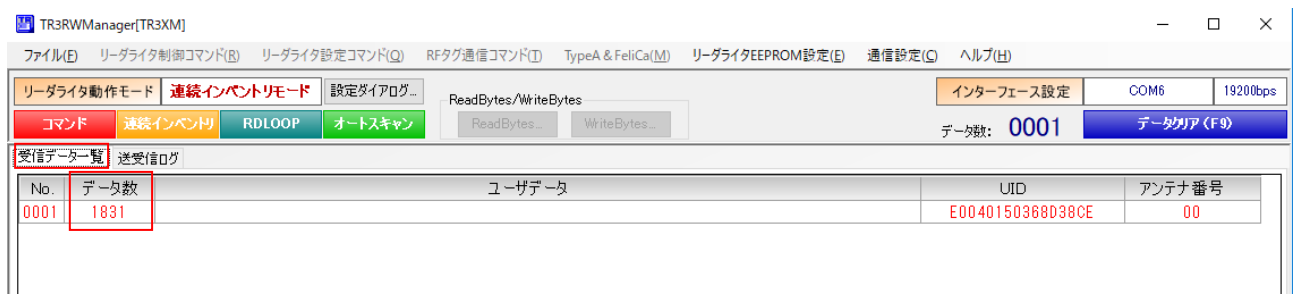 TR3RWManager[TR3XM]
ファイル(F) リーダライタ制御コマンド(R) リーダライタ設定コマンド(Q) RFタグ通信コマンド(T) TypeA & FeliCa(M) リーダライタEEPROM設定(E) 通信設定(C) ヘルプ(H)
リーダライタ動作モード 連続インベントリモード 設定ダイアログ... ReadBytes/WriteBytes インターフェース設定 COM6 19200bps
コマンド 連続インベントリ RDLOOP オートスキャン ReadBytes... WriteBytes... データ数: 0001 データクリア(F9)
受信データ一覧 送受信ログ
No. データ数 ユーザデータ UID アンテナ番号
0001 1831 E0040150368D38CE 00